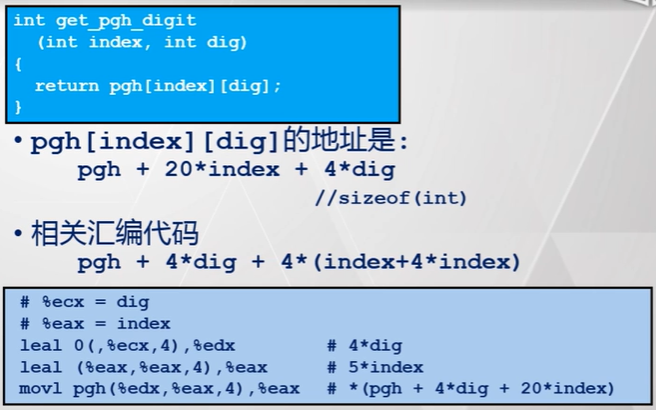 int get_pgh_digit
(int index, int dig)
{
return pgh[index][dig];
}
• pgh[index][dig]的地址是:
pgh + 20*index + 4*dig
//sizeof(int)
• 相关汇编代码
pgh + 4*dig + 4*(index+4*index)
# %ecx = dig
# %eax = index
leal 0(,%ecx,4),%edx # 4*dig
leal (%eax,%eax,4),%eax # 5*index
movl pgh(%edx,%eax,4),%eax # *(pgh + 4*dig + 20*index)